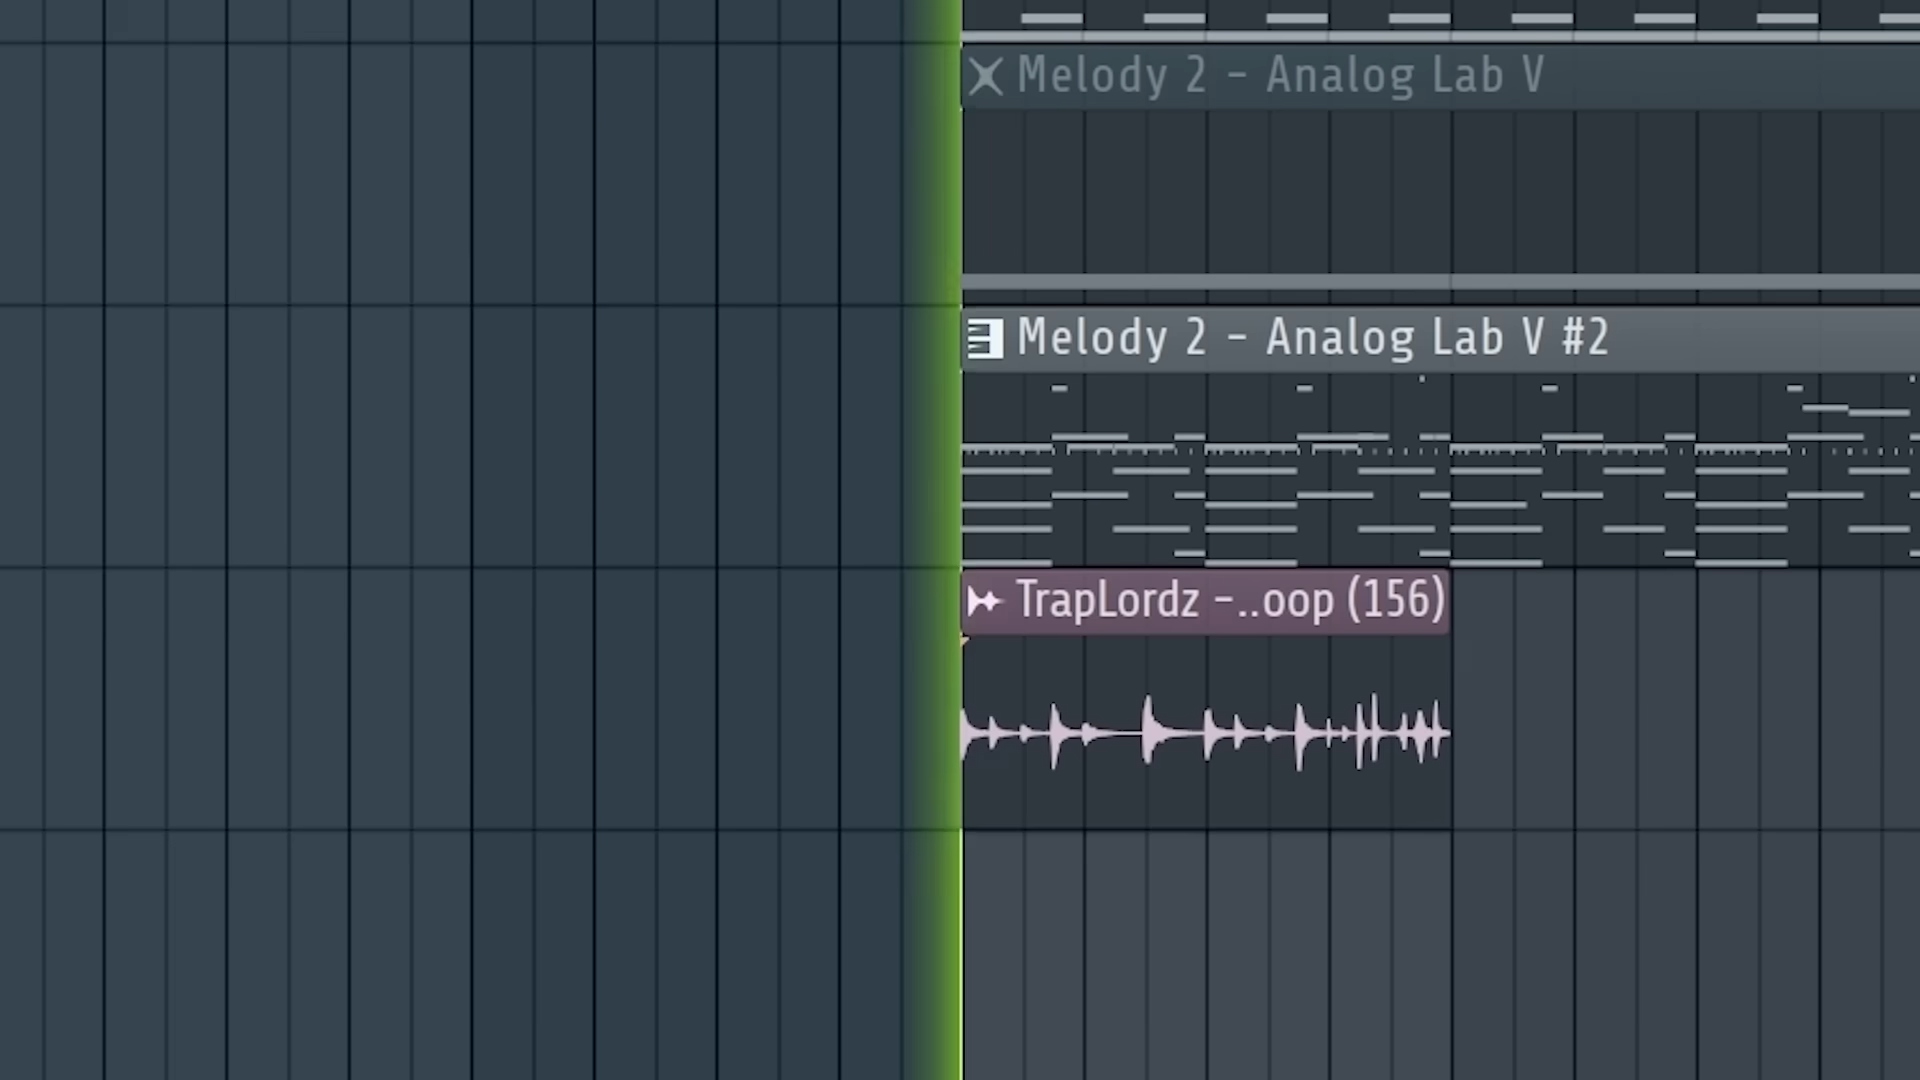 Melody 2 - Analog Lab V
Melody 2 - Analog Lab V #2
TrapLordz -..oop (156)